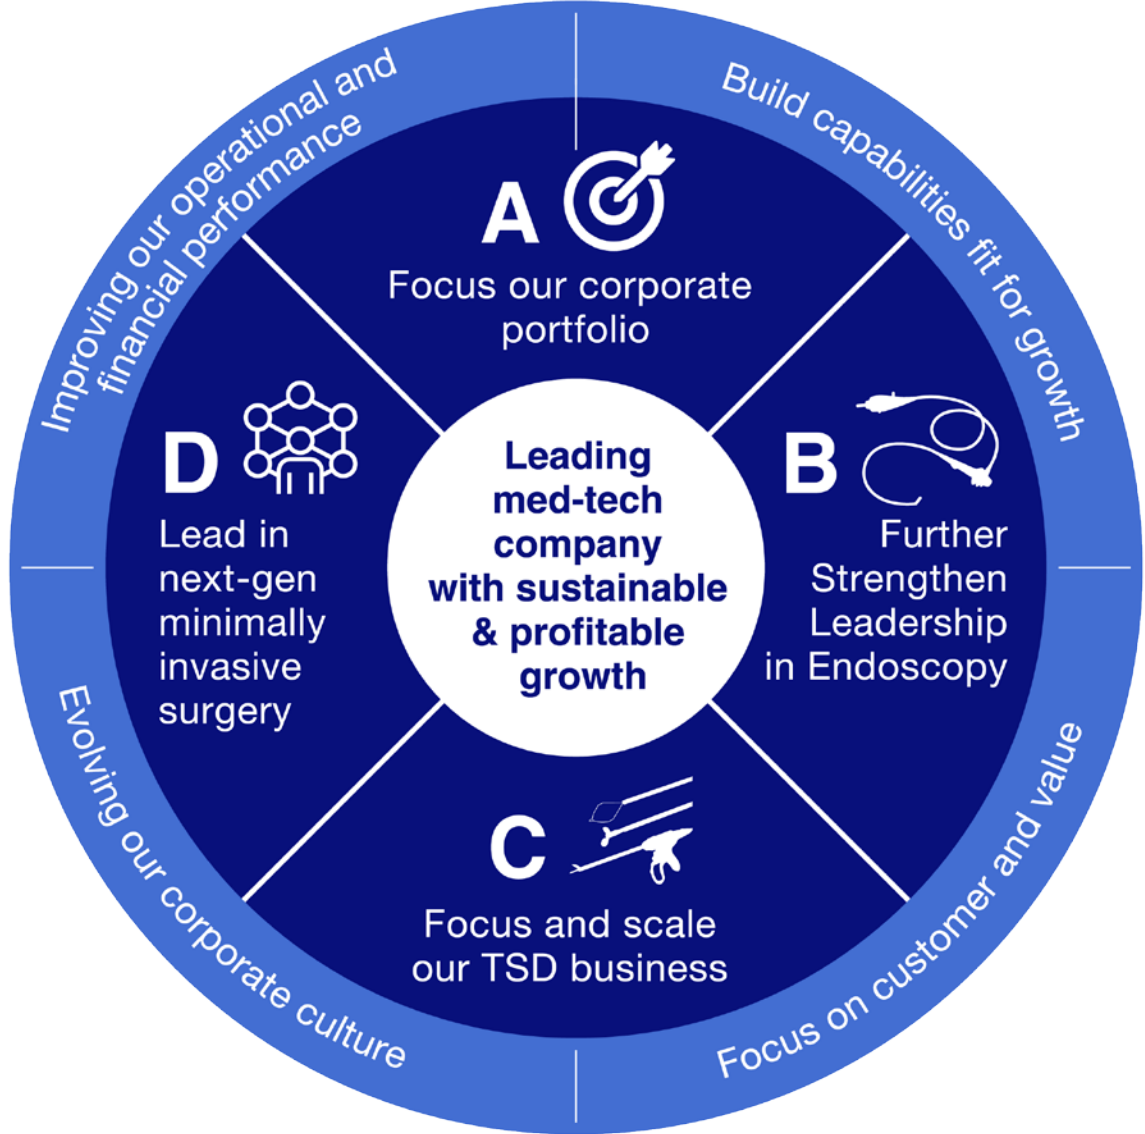 Improving our operational and
financial performance
Build capabilities fit for growth
A
Focus our corporate
portfolio
D
Lead in
next-gen
minimally
invasive
surgery
Leading
med-tech
company
with sustainable
& profitable
growth
B
Further
Strengthen
Leadership
in Endoscopy
C
Focus and scale
our TSD business
Evolving our corporate culture
Focus on customer and value